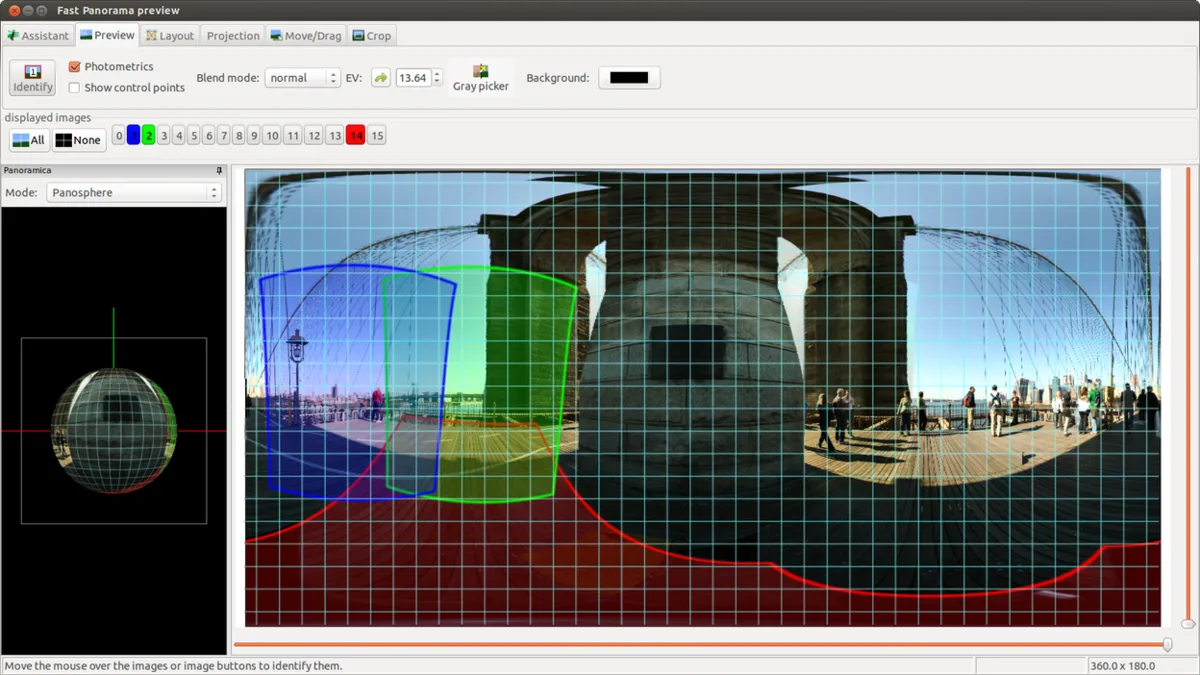 Fast Panorama preview
Assistant Preview Layout Projection Move/Drag Crop
Identify
Photometrics
Show control points
Blend mode: normal EV: 13.64 Gray picker Background:
displayed images
All None 0 1 2 3 4 5 6 7 8 9 10 11 12 13 14 15
Panoramica
Mode: Panosphere
Move the mouse over the images or image buttons to identify them.
360.0 x 180.0